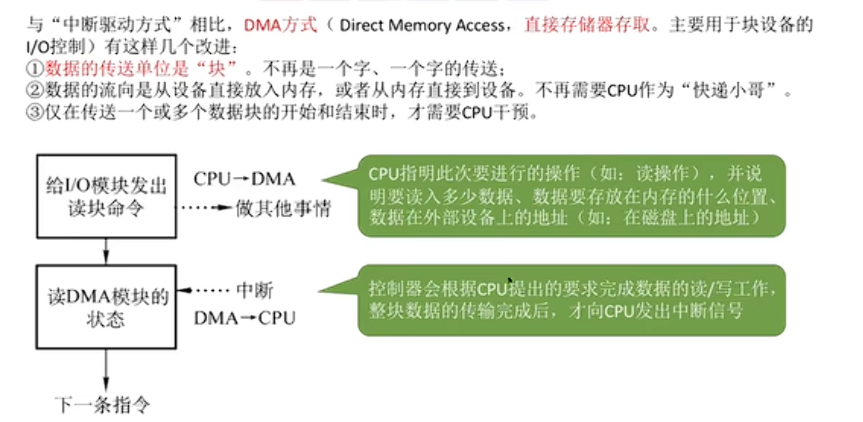 与“中断驱动方式”相比，DMA方式（ Direct Memory Access，直接存储器存取。主要用于块设备的
I/O控制）有这样几个改进：
①数据的传送单位是“块”。不再是一个字、一个字的传送；
②数据的流向是从设备直接放入内存，或者从内存直接到设备。不再需要CPU作为“快递小哥”。
③仅在传送一个或多个数据块的开始和结束时，才需要CPU干预。
给I/O模块发出
读块命令
CPU→DMA
做其他事情
CPU指明此次要进行的操作（如：读操作），并说
明要读入多少数据、数据要存放在内存的什么位置、
数据在外部设备上的地址（如：在磁盘上的地址）
读DMA模块的
状态
中断
DMA→CPU
控制器会根据CPU提出的要求完成数据的读/写工作，
整块数据的传输完成后，才向CPU发出中断信号
下一条指令